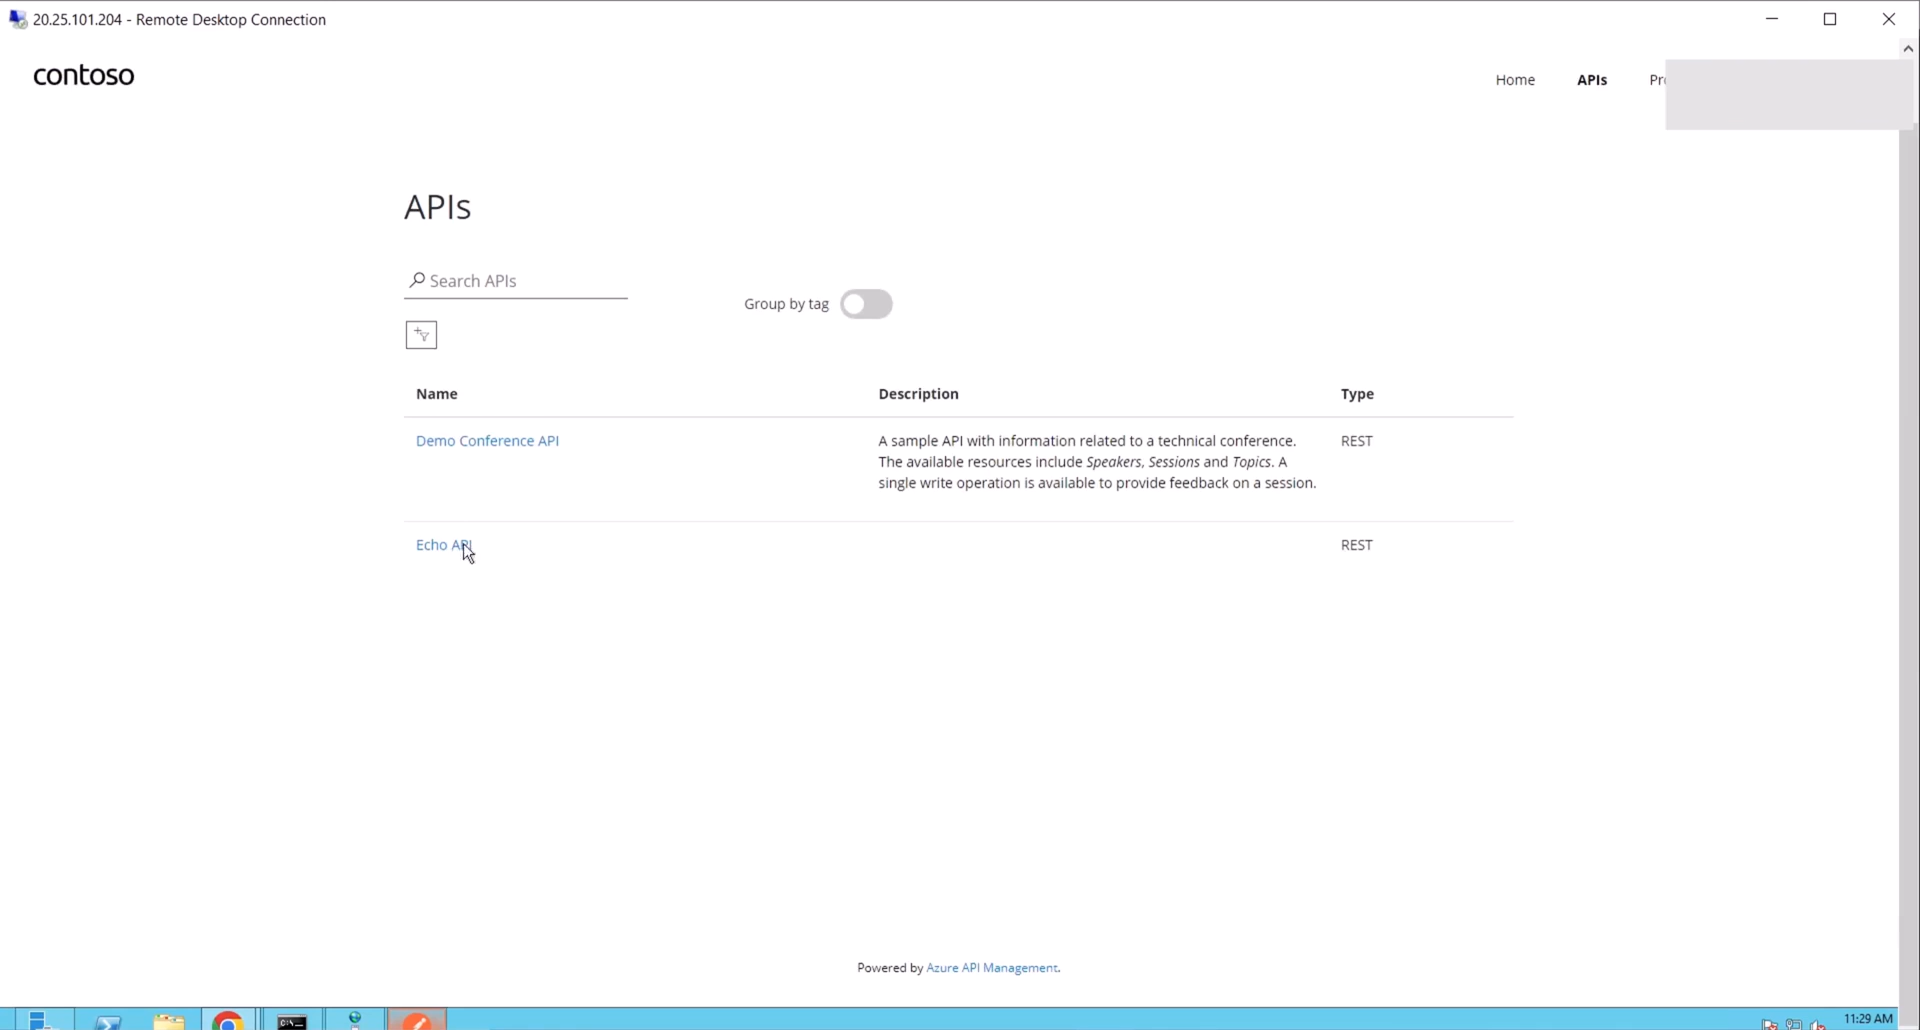 20.25.101.204 - Remote Desktop Connection
contoso
Home APIs
APIs
Search APIs
Group by tag
Name Description Type
Demo Conference API A sample API with information related to a technical conference. REST
The available resources include Speakers, Sessions and Topics. A
single write operation is available to provide feedback on a session.
Echo API REST
Powered by Azure API Management.
11:29 AM